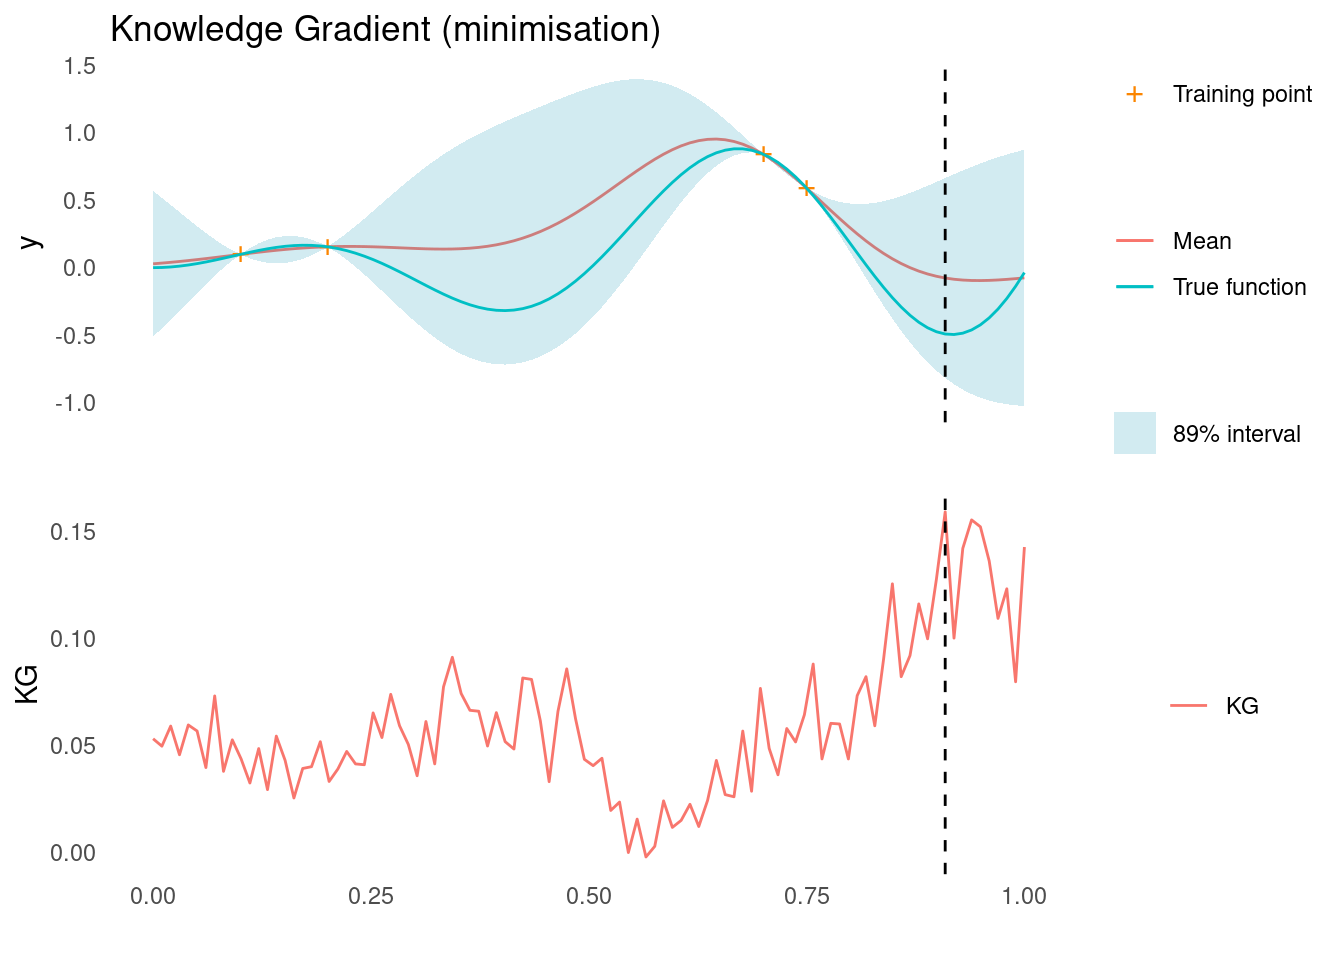 Knowledge Gradient (minimisation)
1.5
1.0
0.5
0.0
-0.5
-1.0
y
Training point
Mean
True function
89% interval
0.15
0.10
0.05
0.00
KG
KG
0.00 0.25 0.50 0.75 1.00